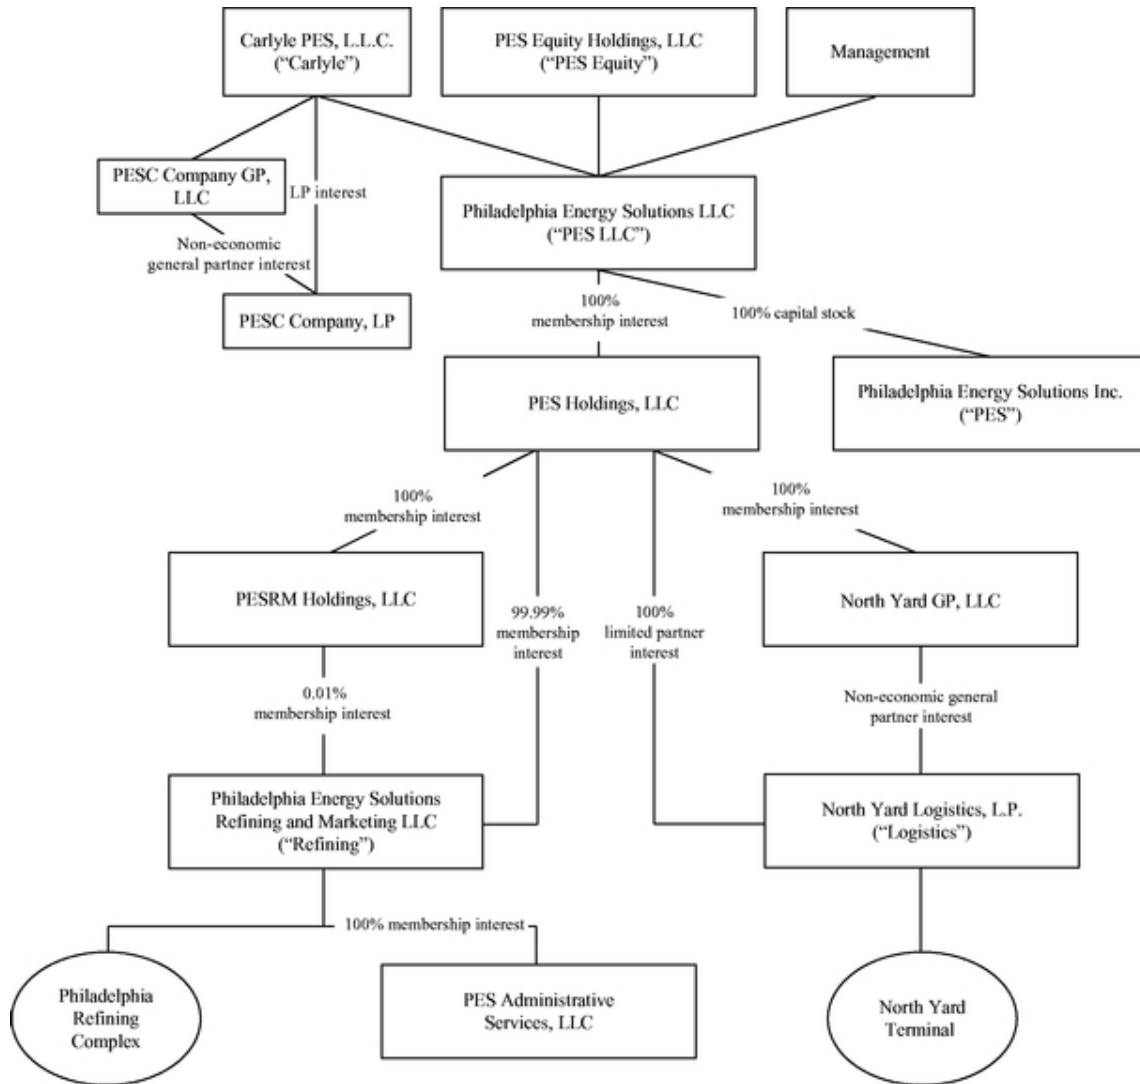 Carlyle PES, L.L.C.
(“Carlyle”)
PES Equity Holdings, LLC
(“PES Equity”)
Management
PESC Company GP,
LLC
LP interest
Philadelphia Energy Solutions LLC
(“PES LLC”)
Non-economic
general partner interest
PESC Company, LP
100%
membership interest
100% capital stock
PES Holdings, LLC
Philadelphia Energy Solutions Inc.
(“PES”)
100%
membership interest
100%
membership interest
PESRM Holdings, LLC
99.99%
membership
interest
100%
limited partner
interest
North Yard GP, LLC
0.01%
membership interest
Non-economic general
partner interest
Philadelphia Energy Solutions
Refining and Marketing LLC
(“Refining”)
North Yard Logistics, L.P.
(“Logistics”)
100% membership interest
Philadelphia
Refining
Complex
PES Administrative
Services, LLC
North Yard
Terminal